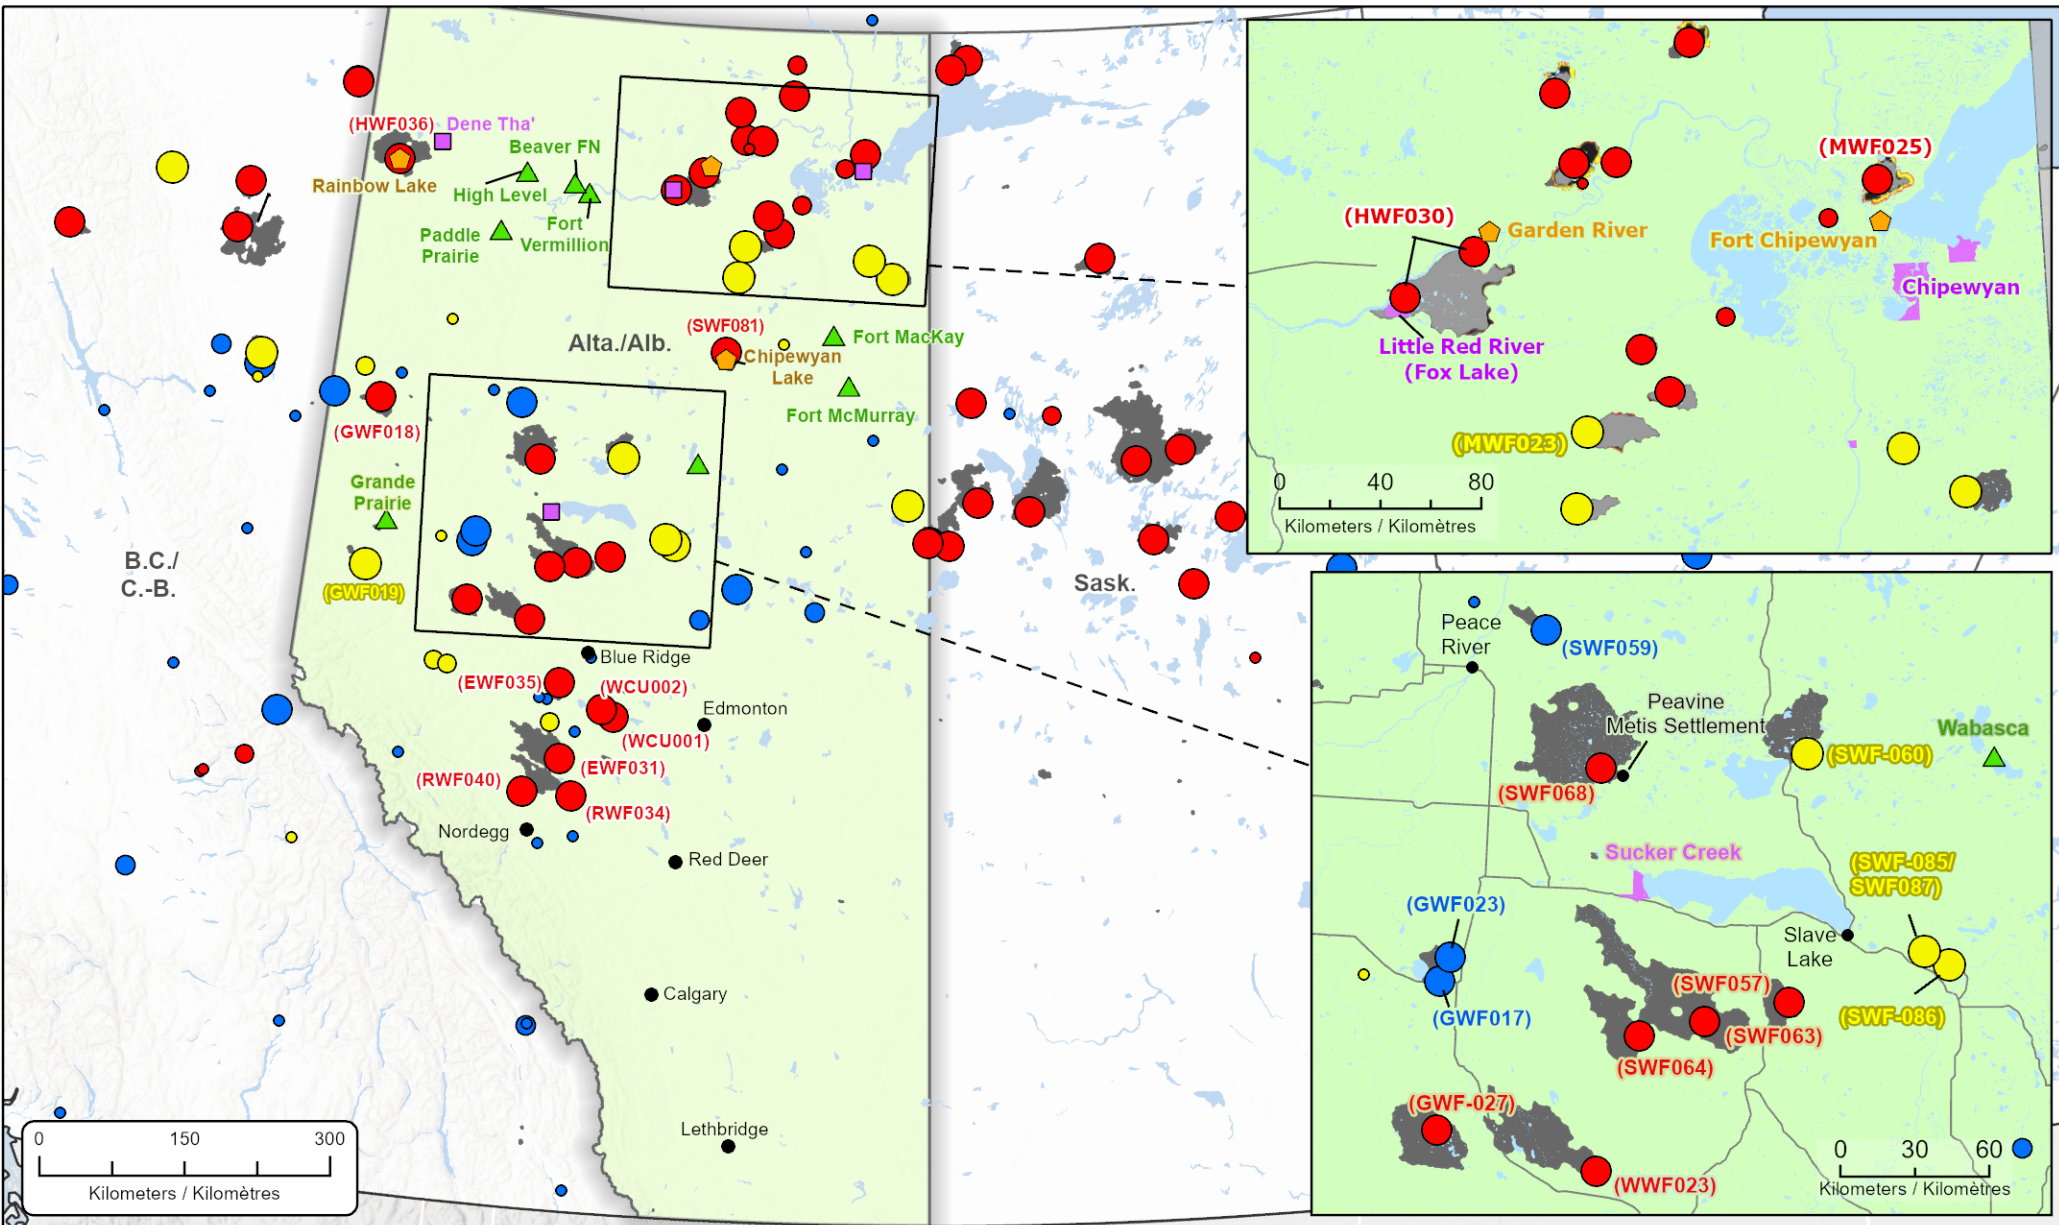 (HWF036)
Dene Tha'
Rainbow Lake
Beaver FN
High Level
Fort
Vermillion
Paddle
Prairie
Alta./Alb.
(SWF081)
Chipewyan
Lake
Fort MacKay
Fort McMurray
(GWF018)
Grande
Prairie
(GWF019)
B.C./
C.-B.
Sask.
Blue Ridge
(EWF035)
(WCU002)
Edmonton
(WCU001)
(EWF031)
(RWF040)
(RWF034)
Nordegg
Red Deer
Calgary
Lethbridge
0 150 300
Kilometers / Kilomètres
(MWF025)
(HWF030)
Garden River
Fort Chipewyan
Chipewyan
Little Red River
(Fox Lake)
(MWF023)
0 40 80
Kilometers / Kilomètres
Peace
River
(SWF059)
Peavine
Metis Settlement
(SWF-060)
Wabasca
(SWF068)
Sucker Creek
(SWF-085/
SWF087)
(GWF023)
Slave
Lake
(SWF057)
(GWF017)
(SWF-086)
(SWF063)
(SWF064)
(GWF-027)
(WWF023)
0 30 60
Kilometers / Kilomètres